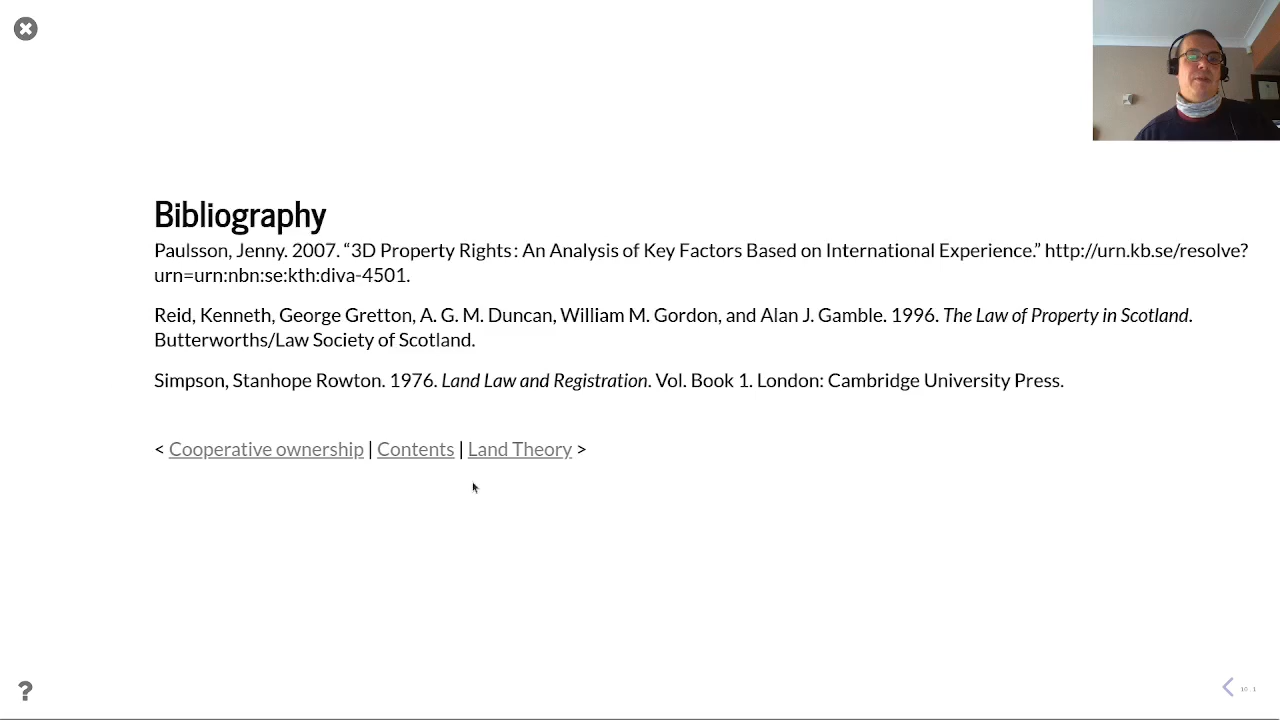 Bibliography
Paulsson, Jenny. 2007. “3D Property Rights : An Analysis of Key Factors Based on International Experience.” http://urn.kb.se/resolve?
urn=urn:nbn:se:kth:diva-4501.
Reid, Kenneth, George Gretton, A. G. M. Duncan, William M. Gordon, and Alan J. Gamble. 1996. The Law of Property in Scotland.
Butterworths/Law Society of Scotland.
Simpson, Stanhope Rowton. 1976. Land Law and Registration. Vol. Book 1. London: Cambridge University Press.
< Cooperative ownership | Contents | Land Theory >
?